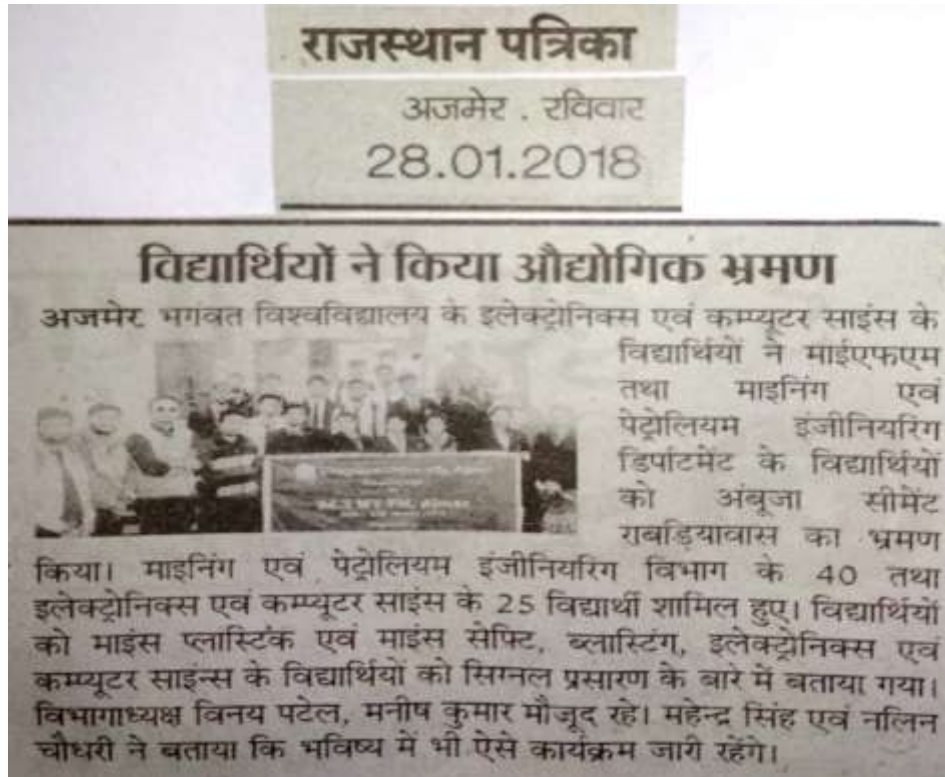 राजस्थान पत्रिका
अजमेर . रविवार
28.01.2018
विद्यार्थियों ने किया औद्योगिक भ्रमण
अजमेर. भगवंत विश्वविद्यालय के इलेक्ट्रोनिक्स एवं कम्प्यूटर साइंस के
विद्यार्थियों ने माईएफएम
तथा माइनिंग एवं
पेट्रोलियम इंजीनियरिंग
डिपांटमेंट के विद्यार्थियों
को अंबूजा सीमेंट
राबड़ियावास का भ्रमण
किया। माइनिंग एवं पेट्रोलियम इंजीनियरिंग विभाग के 40 तथा
इलेक्ट्रोनिक्स एवं कम्प्यूटर साइंस के 25 विद्यार्थी शामिल हुए। विद्यार्थियों
को माइंस प्लास्टिंक एवं माइंस सेफ्टि, ब्लास्टिंग, इलेक्ट्रोनिक्स एवं
कम्प्यूटर साइंन्स के विद्यार्थियों को सिग्नल प्रसारण के बारे में बताया गया।
विभागाध्यक्ष विनय पटेल, मनीष कुमार मौजूद रहे। महेन्द्र सिंह एवं नलिन
चौधरी ने बताया कि भविष्य में भी ऐसे कार्यक्रम जारी रहेंगे।